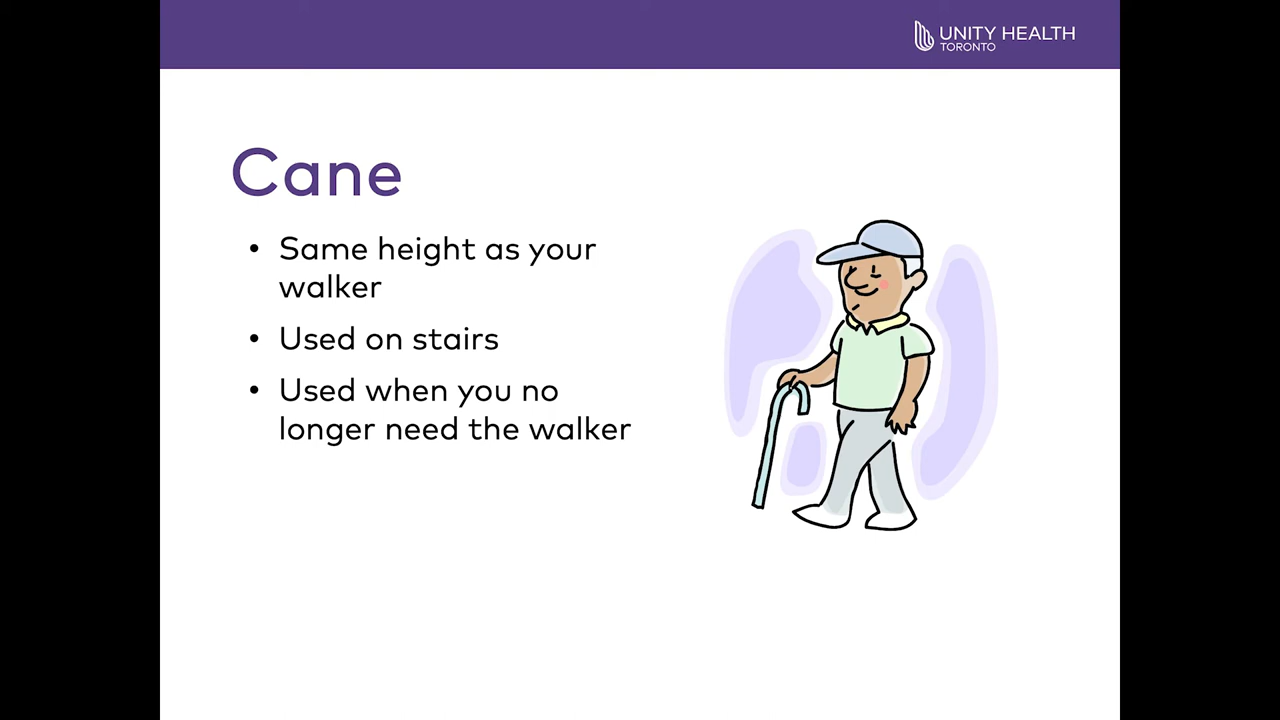 UNITY HEALTH
TORONTO
Cane
• Same height as your
walker
• Used on stairs
• Used when you no
longer need the walker